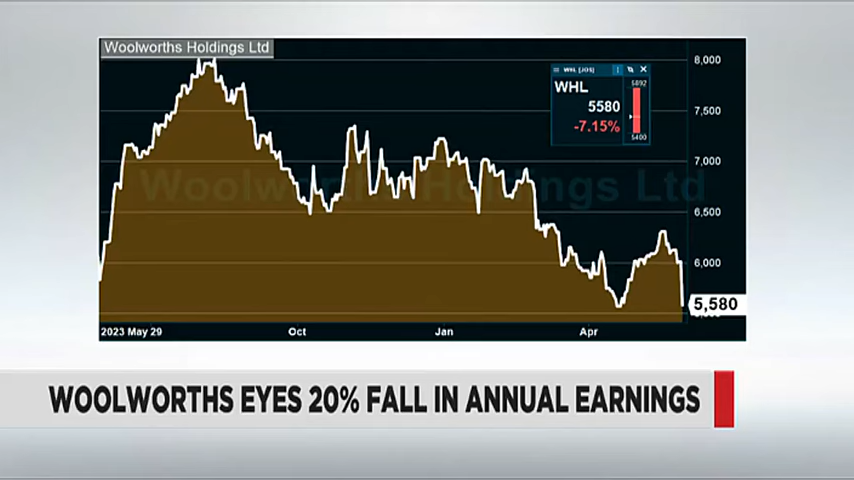 Woolworths Holdings Ltd
WHL [JOS]
WHL
5892
5580
-7.15%
5400
8,000
7,500
7,000
Woolworths Holdings Ltd
6,500
6,000
5,580
2023 May 29
Oct
Jan
Apr
WOOLWORTHS EYES 20% FALL IN ANNUAL EARNINGS